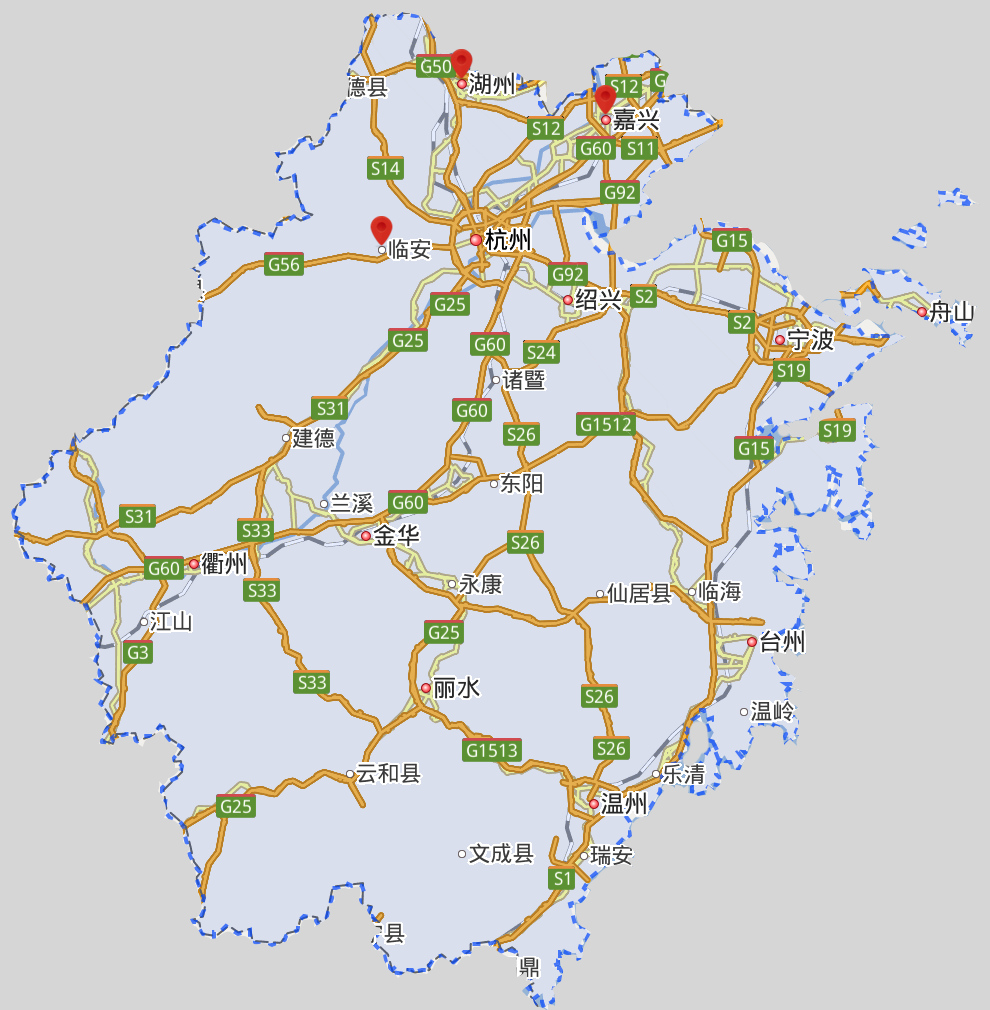 G50
湖州
S12
G
德县
嘉兴
S12
G60
S11
S14
G92
杭州
G15
临安
G56
G92
舟山
绍兴
S2
G25
S2
G25
G60
S24
宁波
S19
诸暨
S31
G60
G1512
S19
建德
S26
G15
东阳
兰溪
G60
S31
S33
金华
S26
衢州
G60
永康
S33
仙居县
临海
江山
G25
台州
G3
S33
丽水
S26
温岭
G1513
S26
云和县
乐清
G25
温州
文成县
瑞安
S1
县
鼎